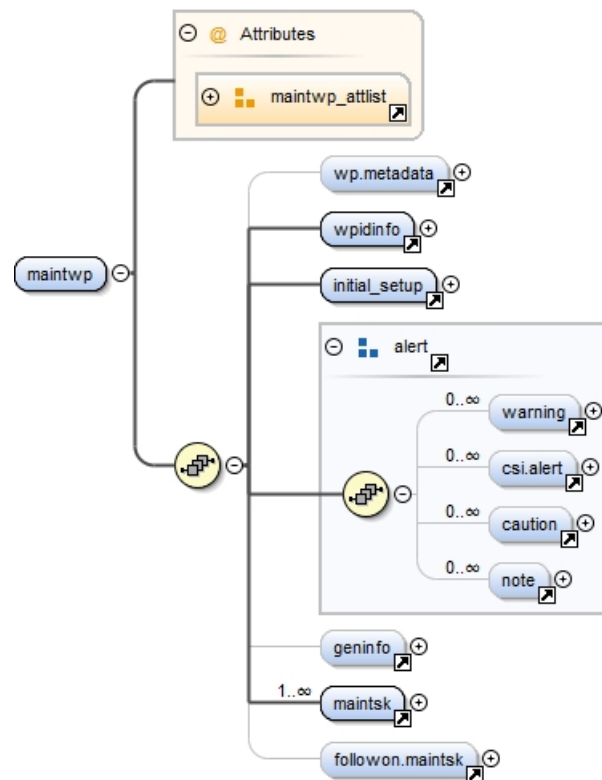 @ Attributes
maintwp_attlist
wp.metadata
wpidinfo
maintwp
initial_setup
alert
0..∞
warning
0..∞
csi.alert
0..∞
caution
0..∞
note
geninfo
1..∞
maintsk
followon.maintsk